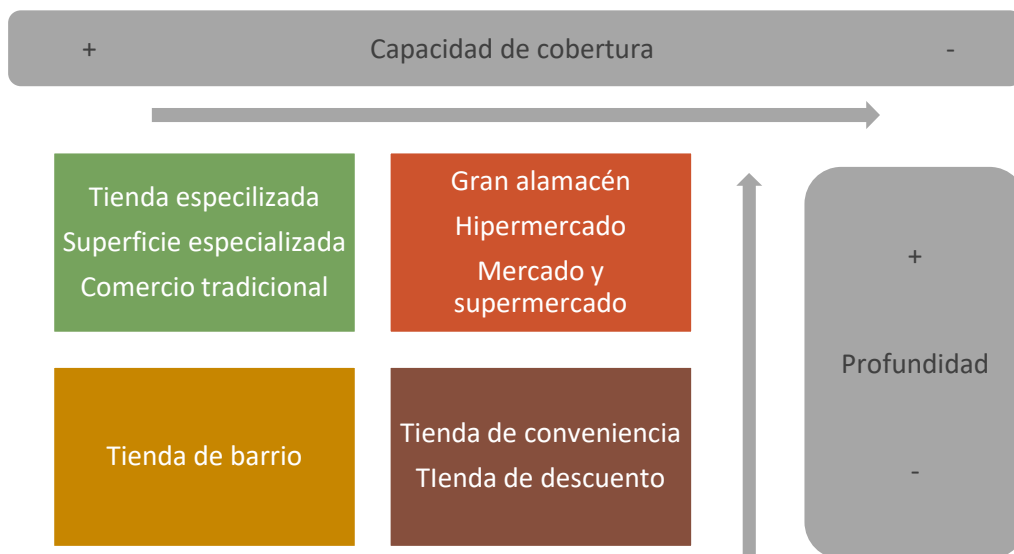 + Capacidad de cobertura -
Tienda especilizada
Superficie especializada
Comercio tradicional
Gran alamacén
Hipermercado
Mercado y
supermercado
+
Profundidad
-
Tienda de barrio
Tienda de conveniencia
TIenda de descuento